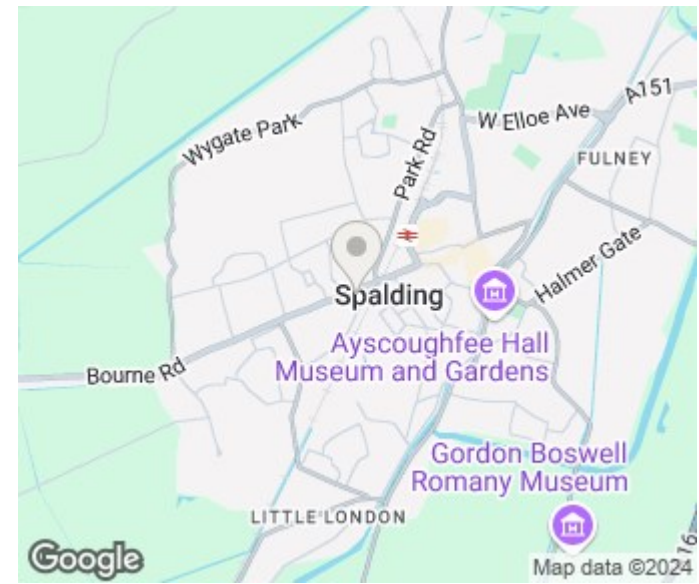 A151
W Elloe Ave
Wygate Park
Park Rd
FULNEY
Halmer Gate
Spalding
Ayscoughfee Hall
Museum and Gardens
Bourne Rd
Gordon Boswell
Romany Museum
LITTLE LONDON
16
Google
Map data ©2024